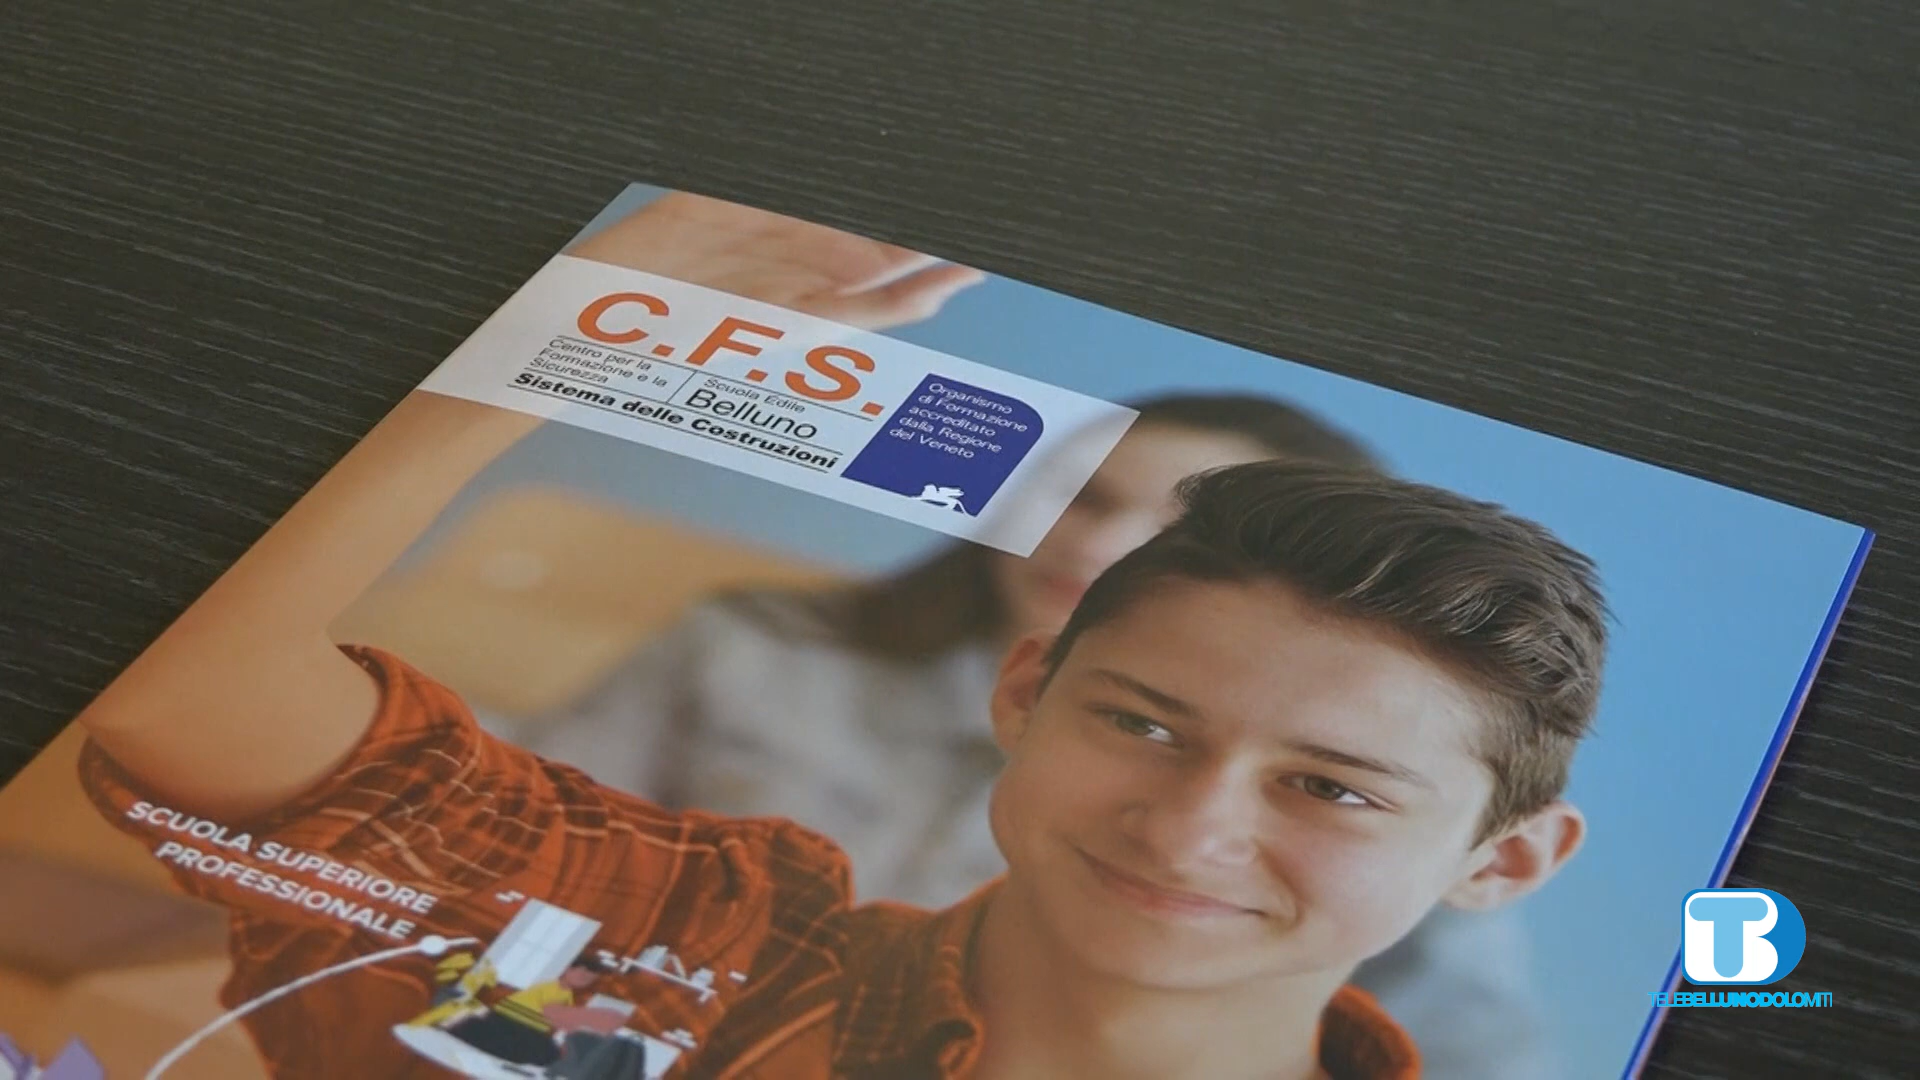 C.F.S.
Centro per la
Formazione e la
Sicurezza
Scuola Edile
Belluno
Sistema delle Costruzioni
Organismo
di Formazione
accreditato
dalla Regione
del Veneto
SCUOLA SUPERIORE
PROFESSIONALE
TB
TELEBELLUNODOLOMITI